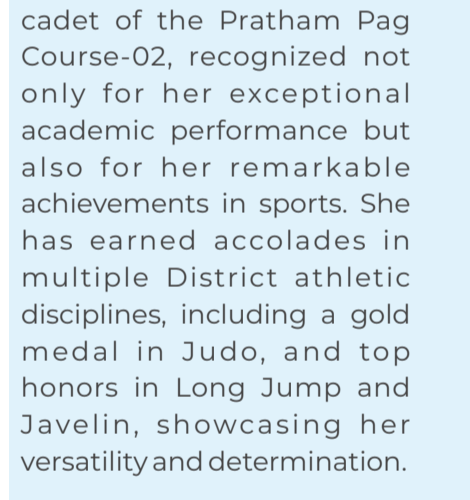 cadet of the Pratham Pag
Course-02, recognized not
only for her exceptional
academic performance but
also for her remarkable
achievements in sports. She
has earned accolades in
multiple District athletic
disciplines, including a gold
medal in Judo, and top
honors in Long Jump and
Javelin, showcasing her
versatility and determination.